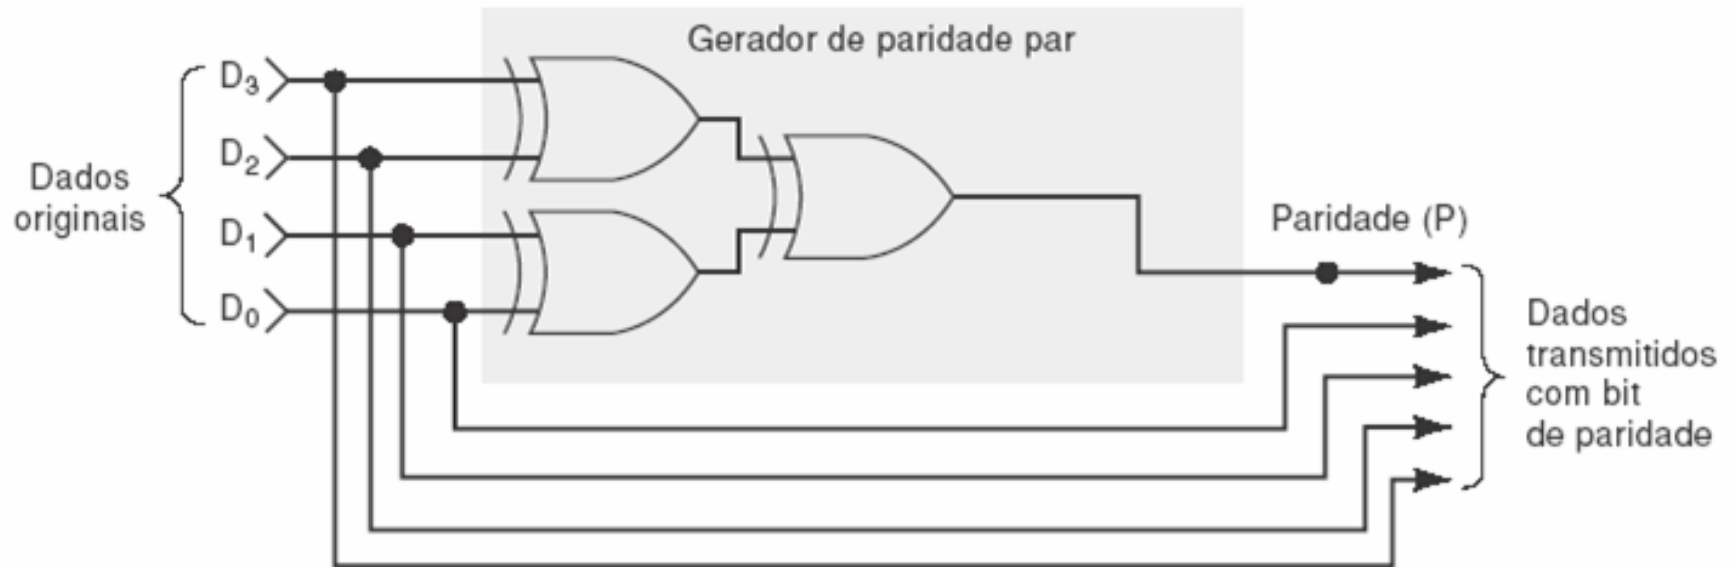 Gerador de paridade par
Dados
originais
D₃
D₂
D₁
D₀
Paridade (P)
Dados
transmitidos
com bit
de paridade